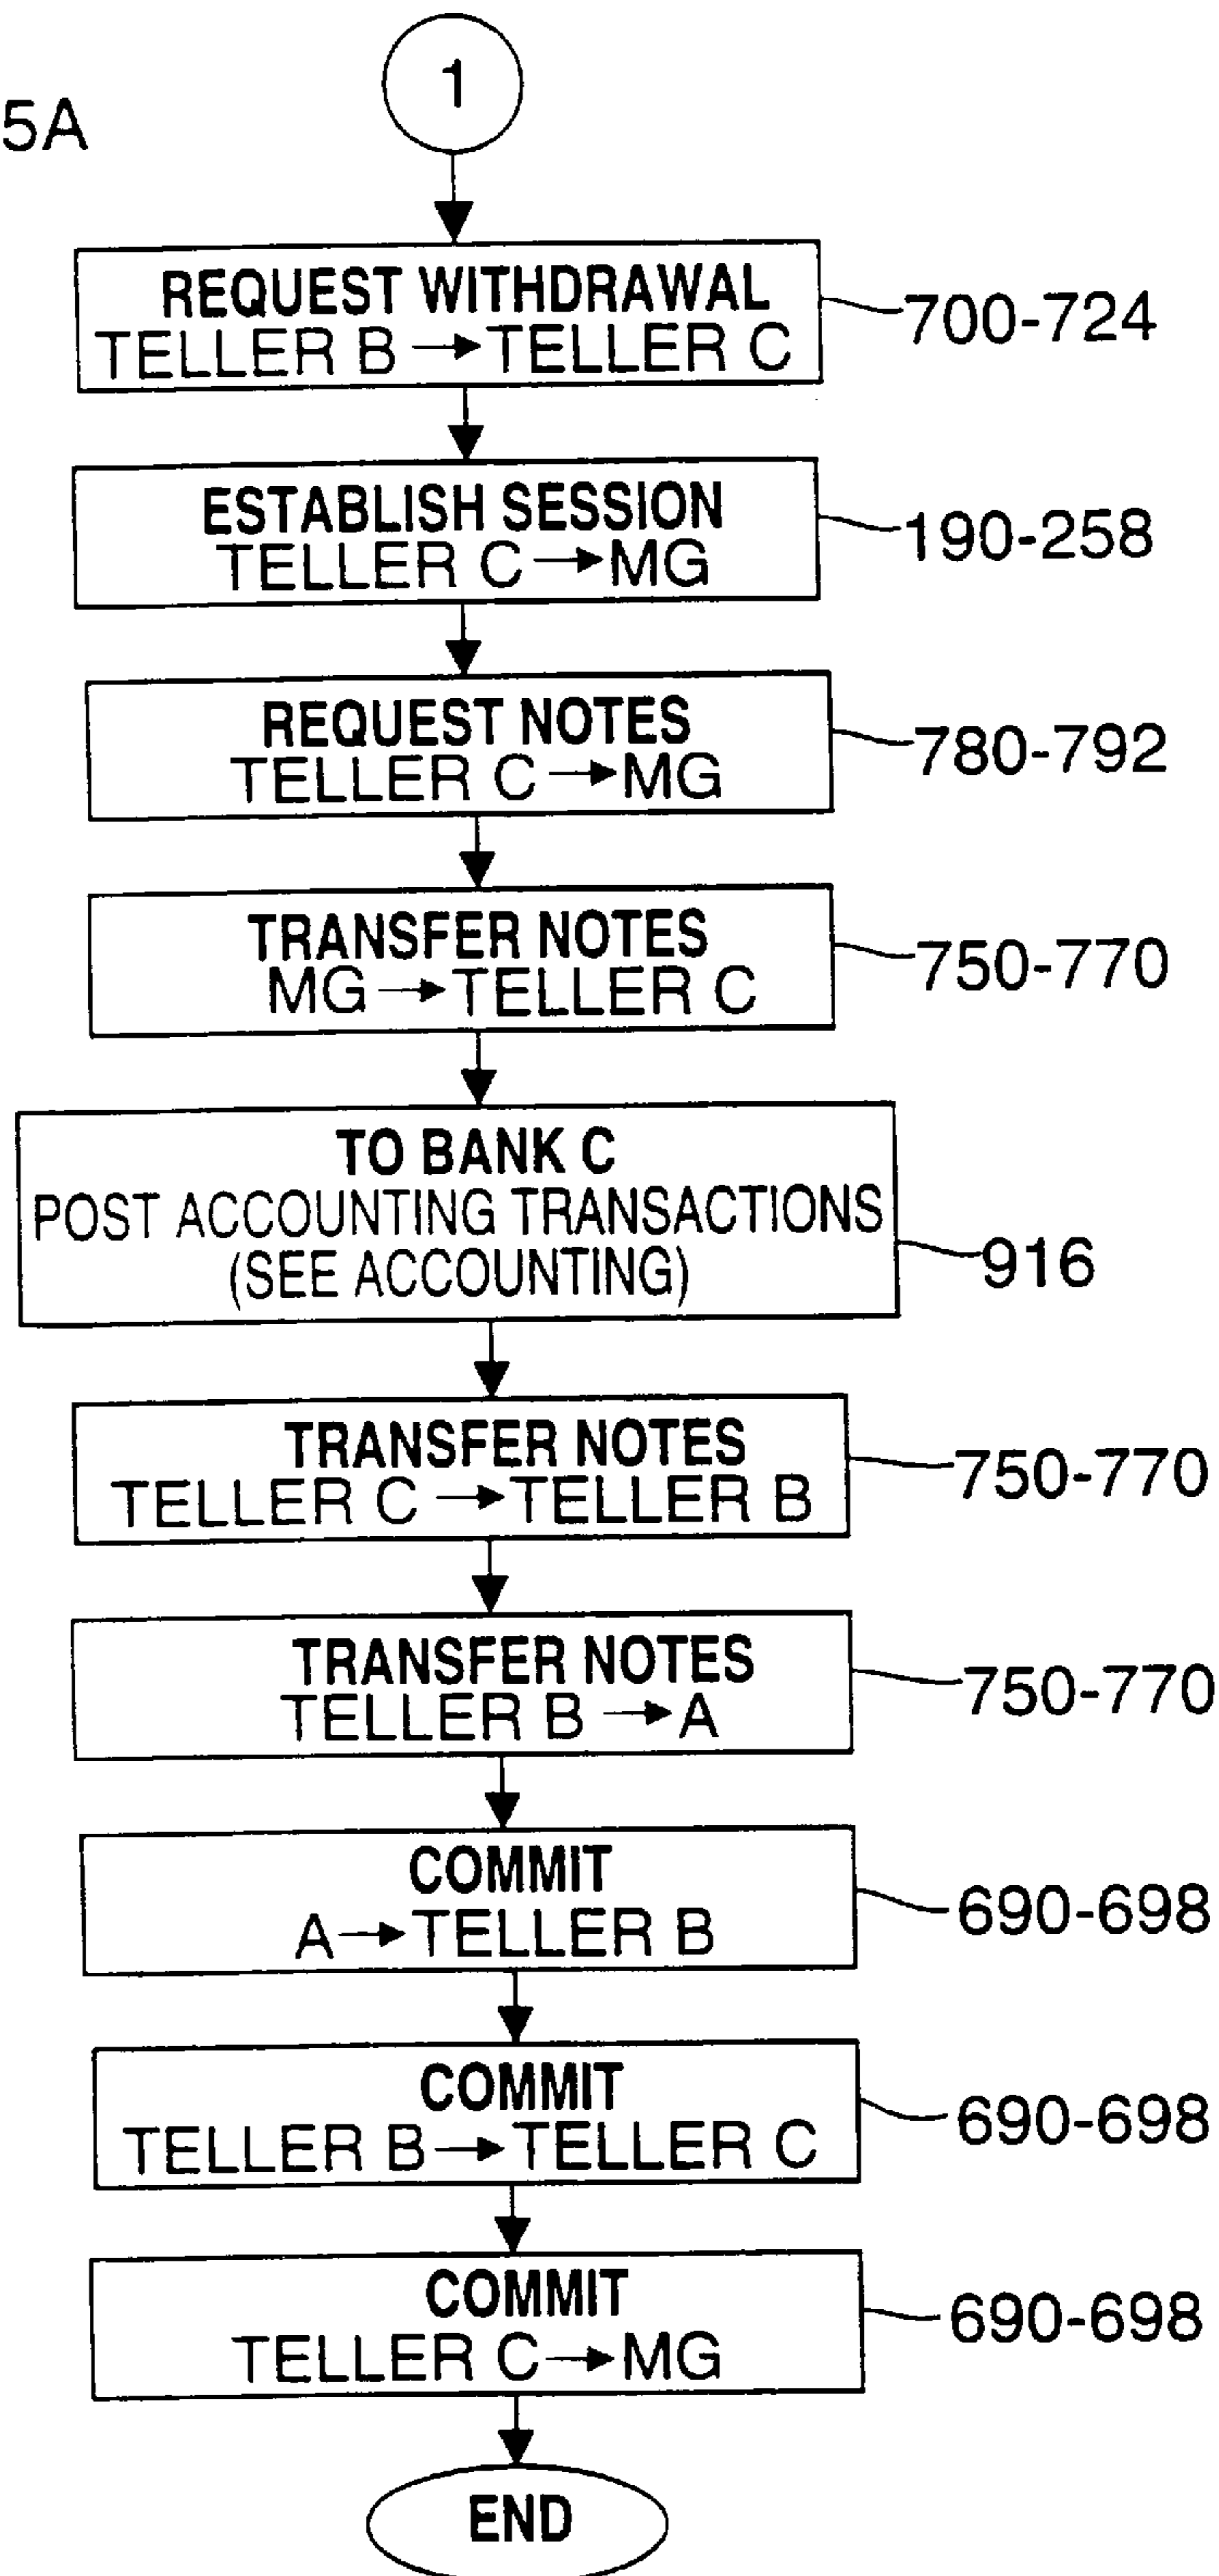 1
5A
REQUEST WITHDRAWAL
TELLER B → TELLER C
700-724
ESTABLISH SESSION
TELLER C → MG
190-258
REQUEST NOTES
TELLER C → MG
780-792
TRANSFER NOTES
MG → TELLER C
750-770
TO BANK C
POST ACCOUNTING TRANSACTIONS
(SEE ACCOUNTING)
916
TRANSFER NOTES
TELLER C → TELLER B
750-770
TRANSFER NOTES
TELLER B → A
750-770
COMMIT
A → TELLER B
690-698
COMMIT
TELLER B → TELLER C
690-698
COMMIT
TELLER C → MG
690-698
END